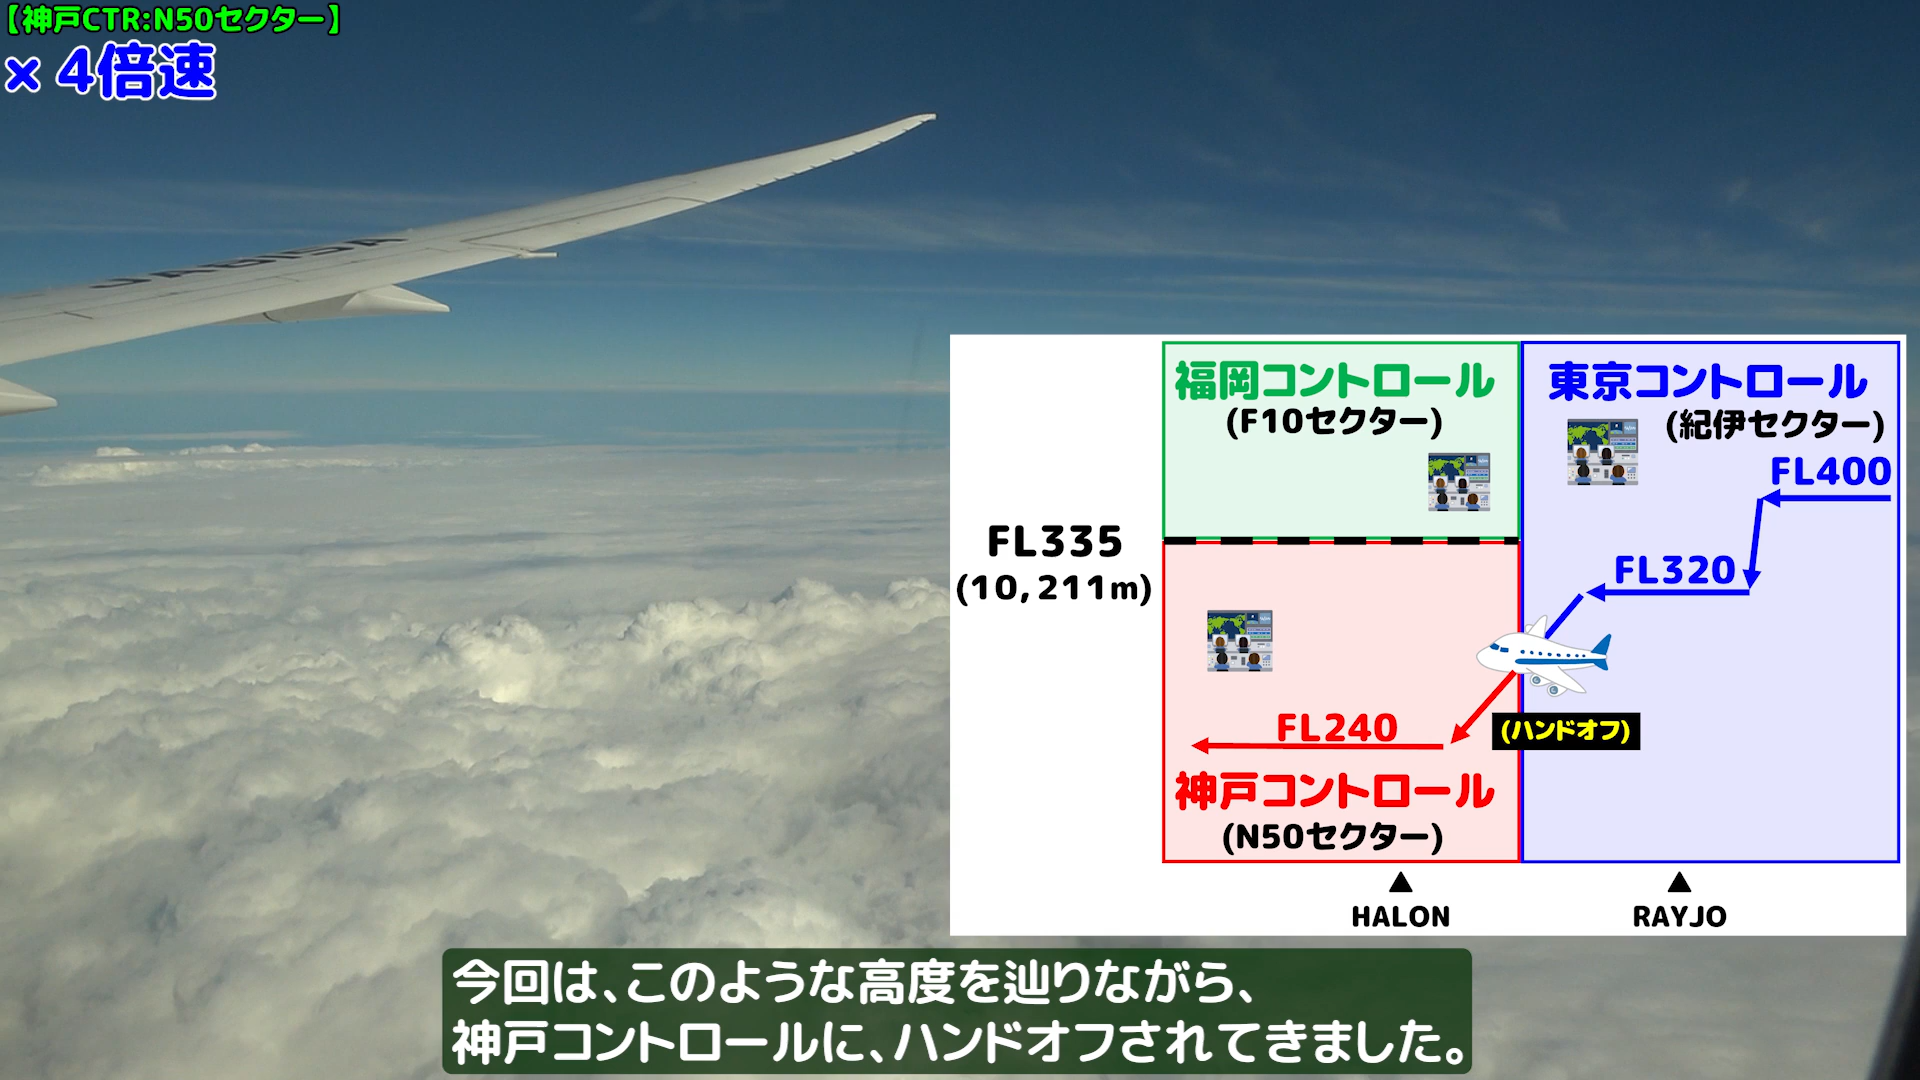 【神戸CTR:N50セクター】
×4倍速
福岡コントロール
(F10セクター)
東京コントロール
(紀伊セクター)
FL400
FL335
(10,211m)
FL320
(ハンドオフ)
FL240
神戸コントロール
(N50セクター)
▲
HALON
▲
RAYJO
今回は、このような高度を辿りながら、
神戸コントロールに、ハンドオフされてきました。